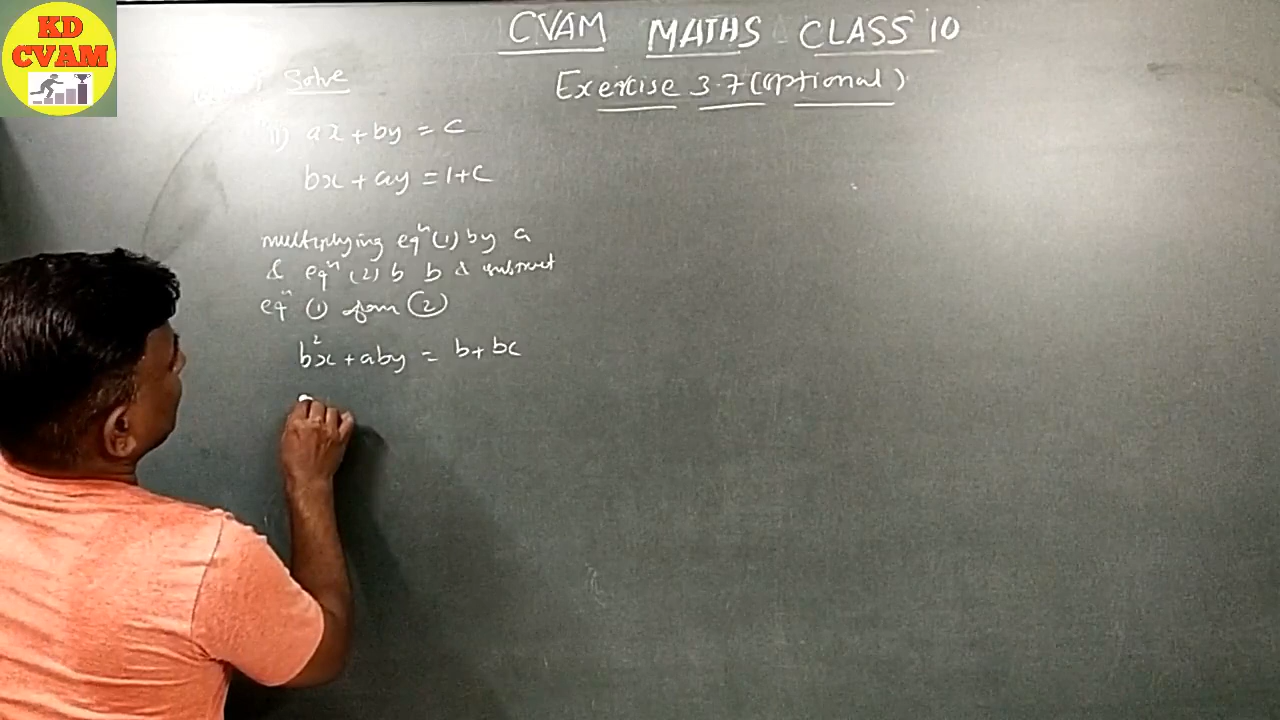 KD
CVAM
CVAM MATHS CLASS 10
Solve
Exercise 3.7 (optional)
ii) ax + by = c
bx + ay = 1+c
multiplying eqⁿ (1) by a
& eqⁿ (2) b b & subtract
eqⁿ (1) from (2)
b²x + aby = b + bc